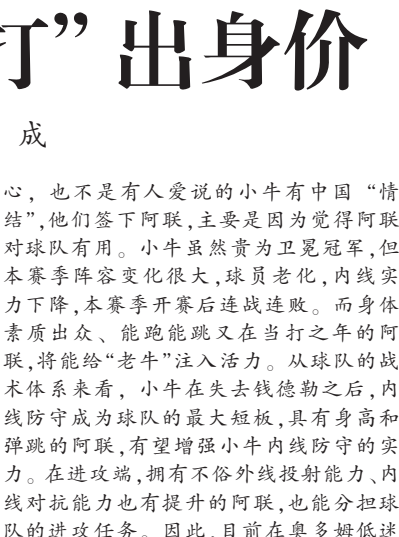 打”出身价
成
心，也不是有人爱说的小牛有中国“情
结”，他们签下阿联，主要是因为觉得阿联
对球队有用。小牛虽然贵为卫冕冠军，但
本赛季阵容变化很大，球员老化，内线实
力下降，本赛季开赛后连战连败。而身体
素质出众、能跑能跳又在当打之年的阿
联，将能给“老牛”注入活力。从球队的战
术体系来看，小牛在失去钱德勒之后，内
线防守成为球队的最大短板，具有身高和
弹跳的阿联，有望增强小牛内线防守的实
力。在进攻端，拥有不俗外线投射能力、内
线对抗能力也有提升的阿联，也能分担球
队的进攻任务。因此，目前在奥多姆低迷